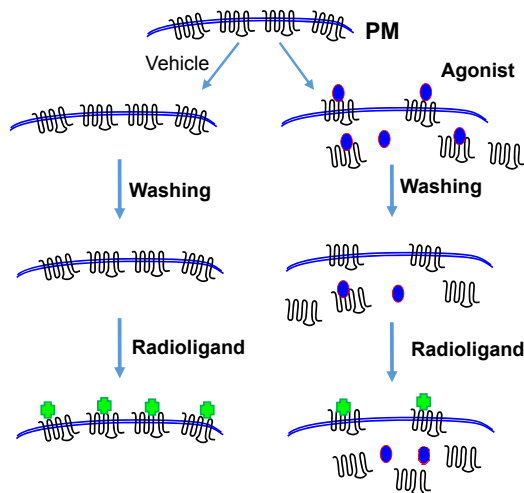 PM
Vehicle
Agonist
Washing
Washing
Radioligand
Radioligand